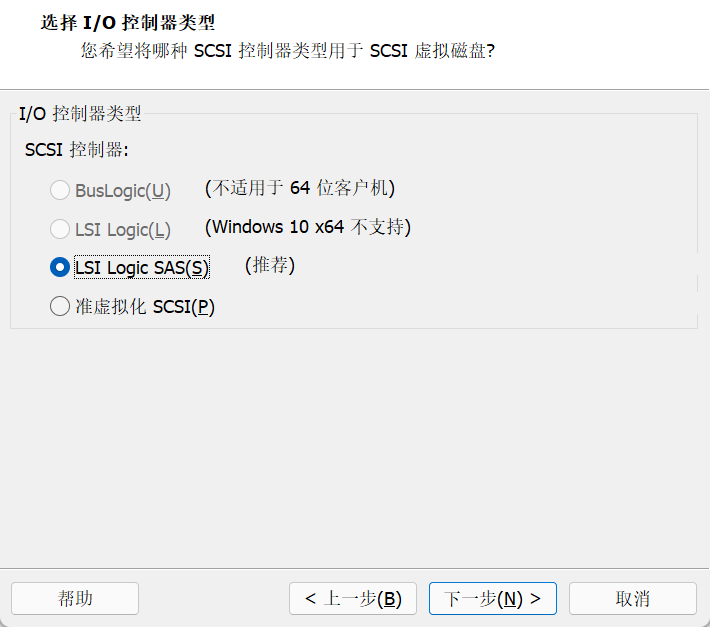 选择 I/O 控制器类型
您希望将哪种 SCSI 控制器类型用于 SCSI 虚拟磁盘?
I/O 控制器类型
SCSI 控制器:
BusLogic(U) (不适用于 64 位客户机)
LSI Logic(L) (Windows 10 x64 不支持)
LSI Logic SAS(S) (推荐)
准虚拟化 SCSI(P)
帮助 < 上一步(B) 下一步(N) > 取消